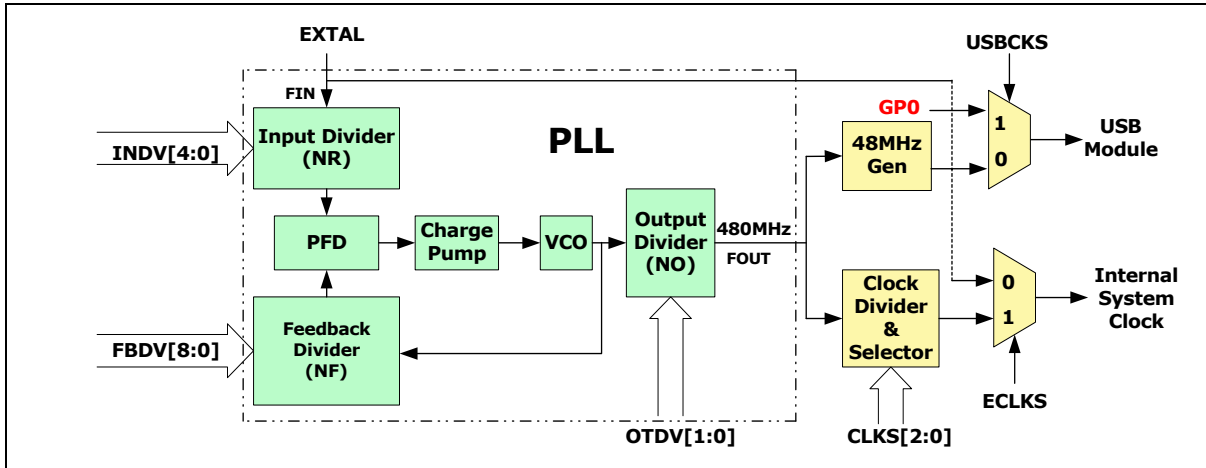 EXTAL
USBCKS
FIN
GP0
INDV[4:0]
Input Divider
(NR)
PLL
48MHz
Gen
1
0
USB
Module
PFD
Charge
Pump
VCO
Output
Divider
(NO)
480MHz
FOUT
FBDV[8:0]
Feedback
Divider
(NF)
Clock
Divider
&
Selector
0
1
Internal
System
Clock
ECLKS
OTDV[1:0]
CLKS[2:0]